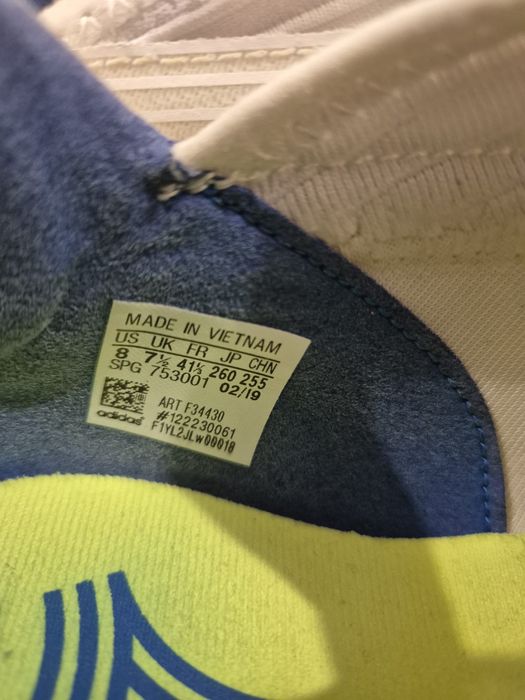 MADE IN VIETNAM
US UK FR JP CHN
8 7½ 41⅓ 260 255
SPG 753001 02/19
ART F34430
adidas #122230061
F1YL2JLW00018